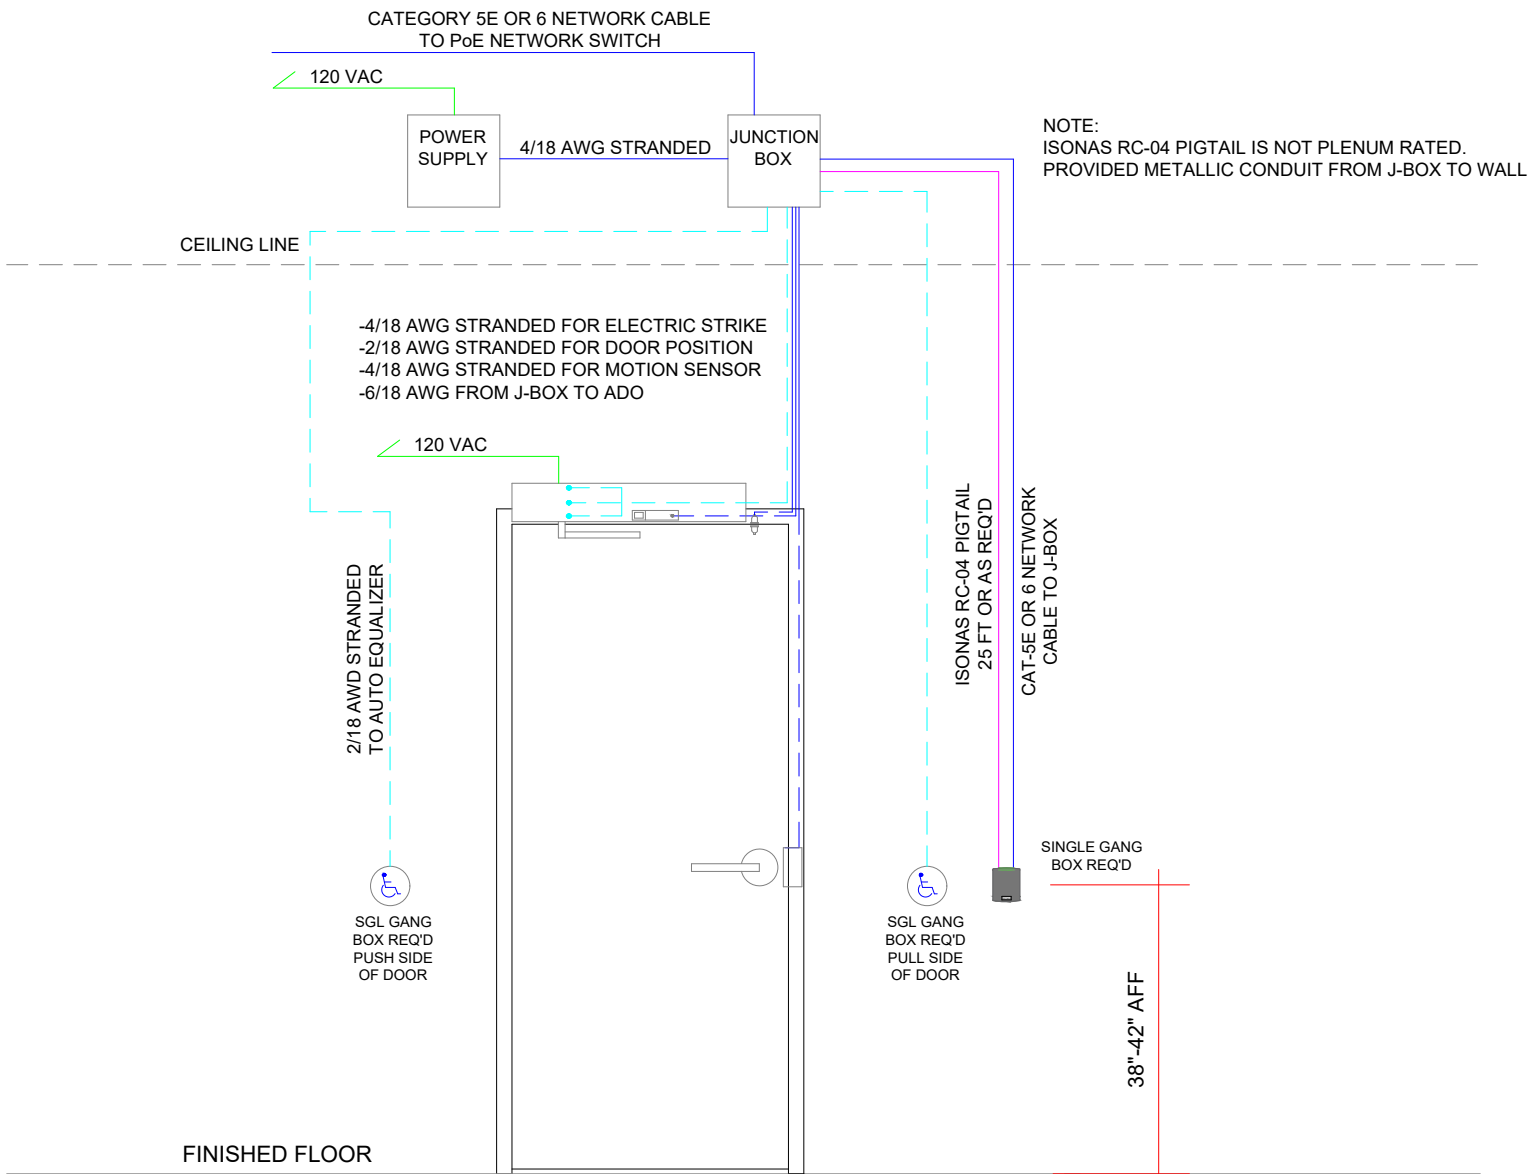 CATEGORY 5E OR 6 NETWORK CABLE
TO PoE NETWORK SWITCH
120 VAC
POWER
SUPPLY
4/18 AWG STRANDED
JUNCTION
BOX
NOTE:
ISONAS RC-04 PIGTAIL IS NOT PLENUM RATED.
PROVIDED METALLIC CONDUIT FROM J-BOX TO WALL
CEILING LINE
-4/18 AWG STRANDED FOR ELECTRIC STRIKE
-2/18 AWG STRANDED FOR DOOR POSITION
-4/18 AWG STRANDED FOR MOTION SENSOR
-6/18 AWG FROM J-BOX TO ADO
120 VAC
2/18 AWD STRANDED
TO AUTO EQUALIZER
ISONAS RC-04 PIGTAIL
25 FT OR AS REQ'D
CAT-5E OR 6 NETWORK
CABLE TO J-BOX
SINGLE GANG
BOX REQ'D
SGL GANG
BOX REQ'D
PUSH SIDE
OF DOOR
SGL GANG
BOX REQ'D
PULL SIDE
OF DOOR
38"-42" AFF
FINISHED FLOOR